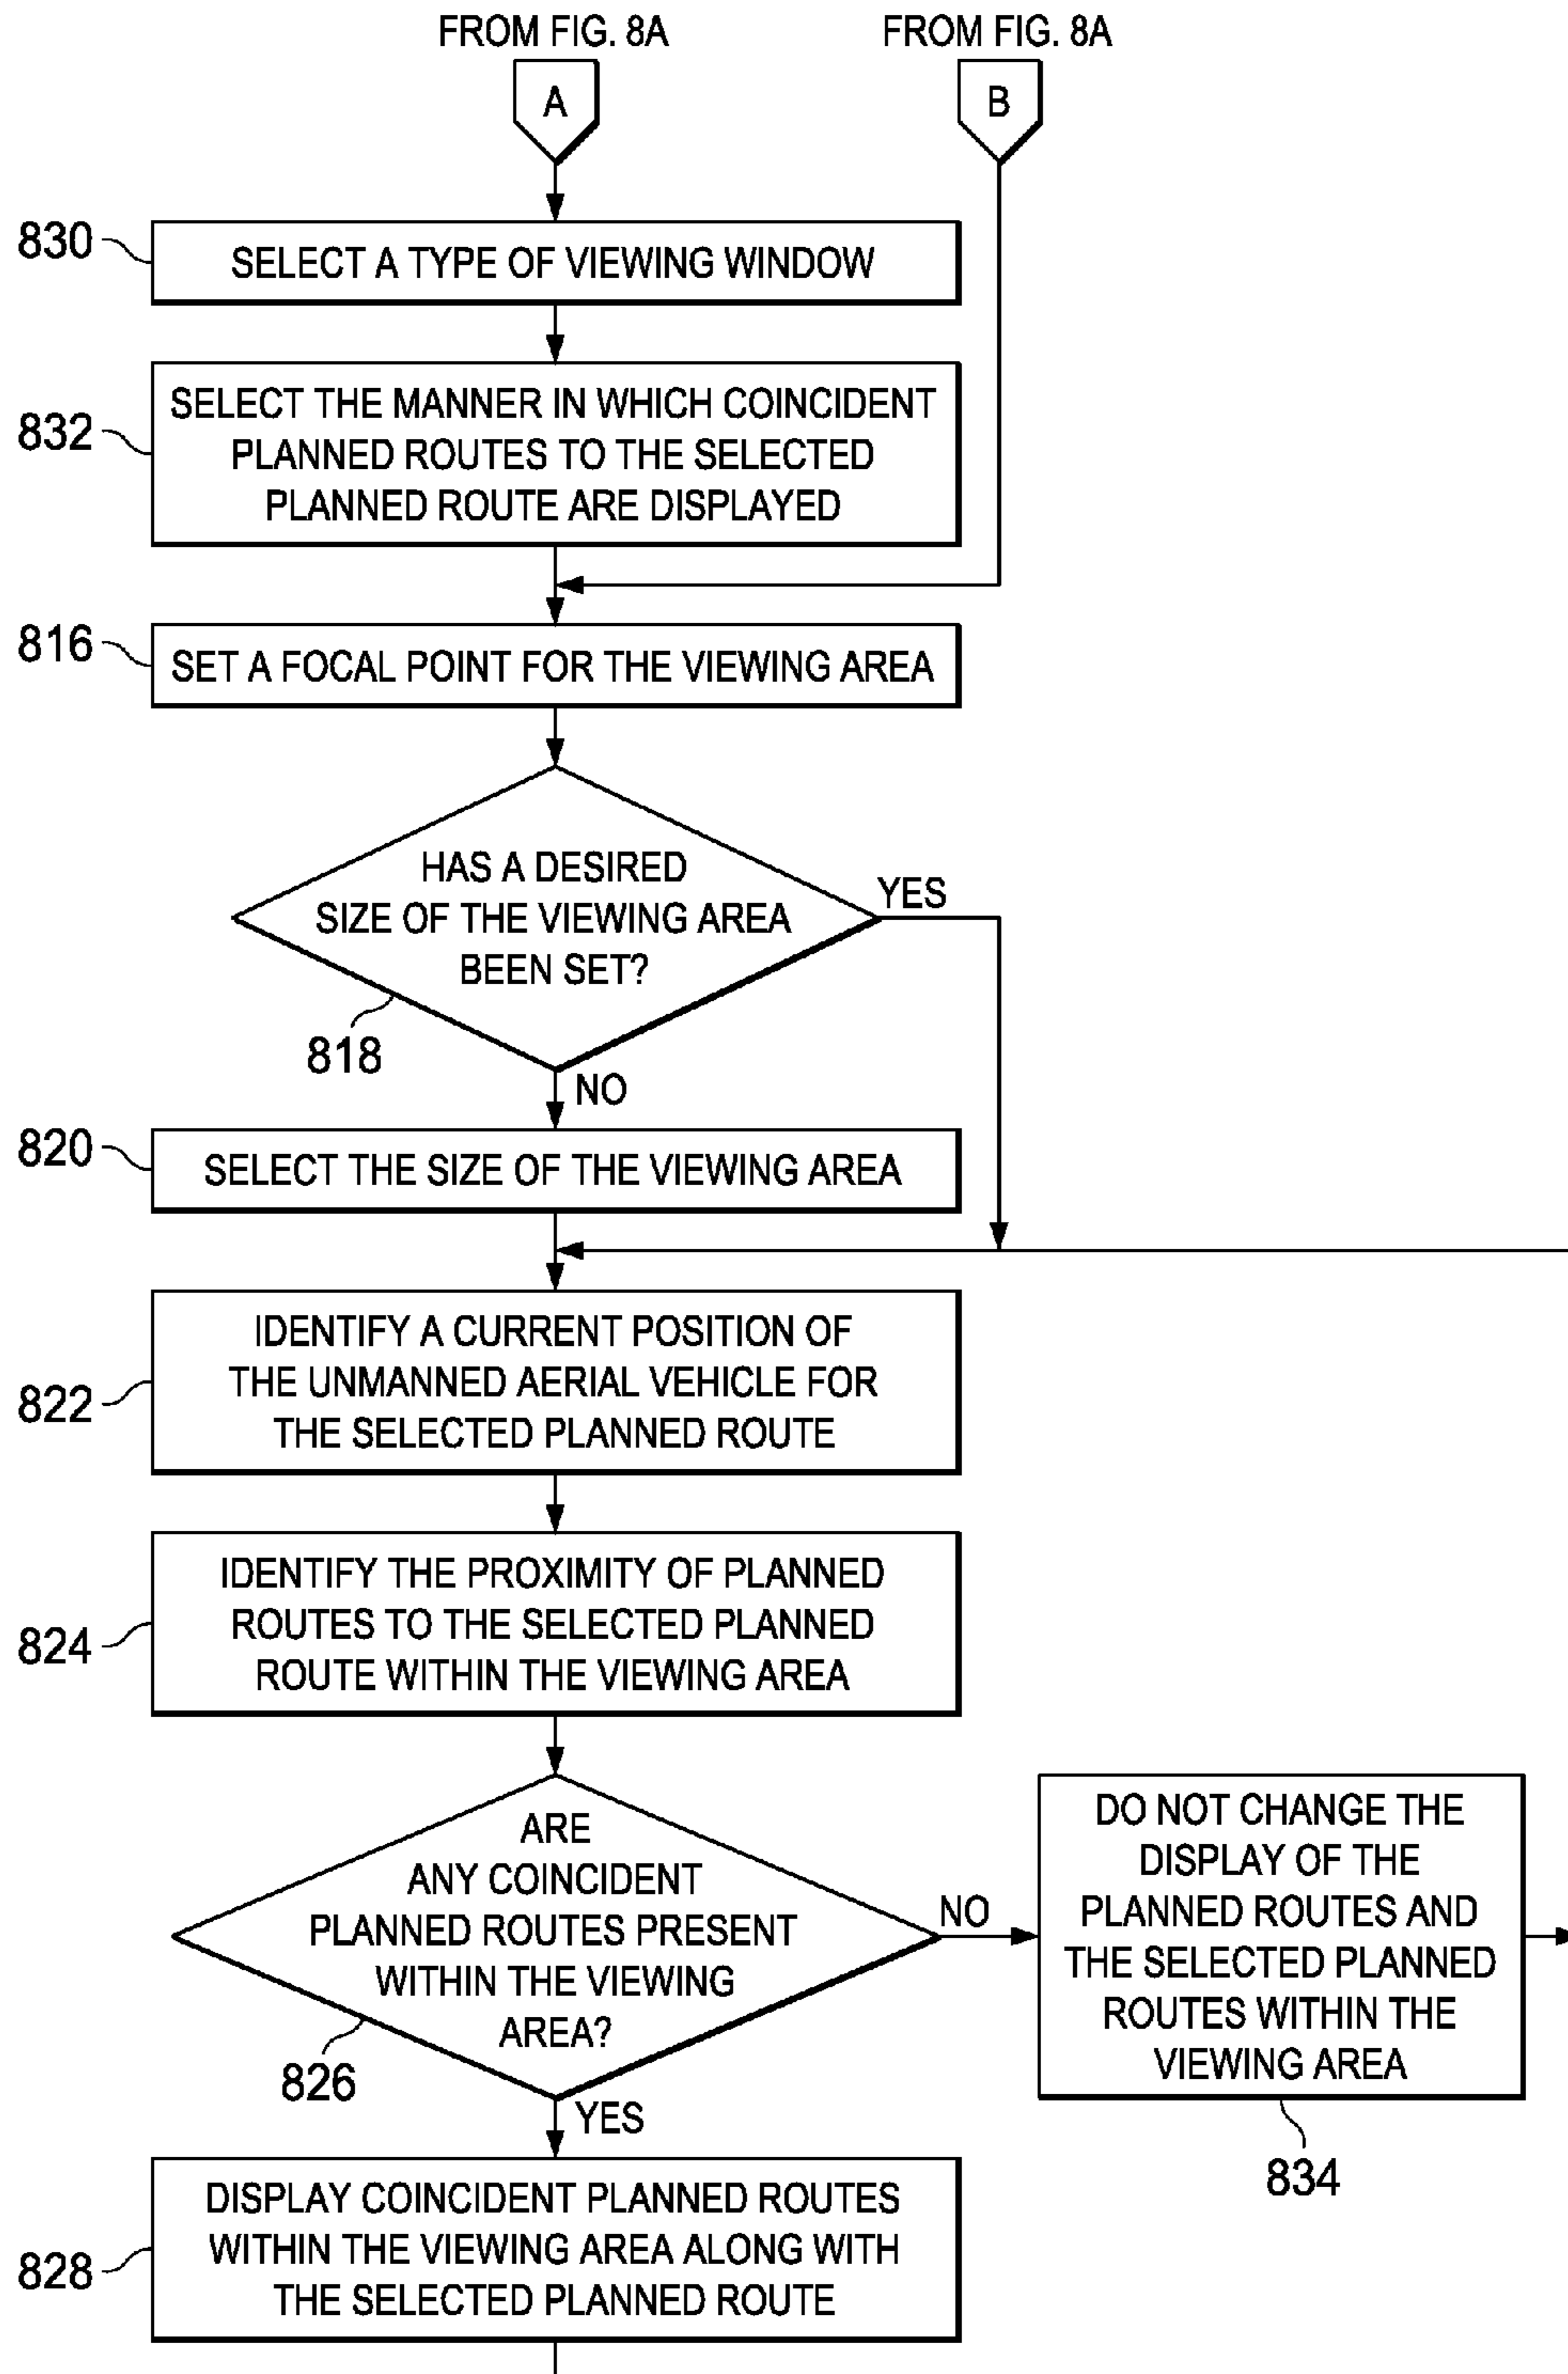 FROM FIG. 8A
FROM FIG. 8A
A
B
830
SELECT A TYPE OF VIEWING WINDOW
832
SELECT THE MANNER IN WHICH COINCIDENT
PLANNED ROUTES TO THE SELECTED
PLANNED ROUTE ARE DISPLAYED
816
SET A FOCAL POINT FOR THE VIEWING AREA
HAS A DESIRED
SIZE OF THE VIEWING AREA
BEEN SET?
YES
818
NO
820
SELECT THE SIZE OF THE VIEWING AREA
822
IDENTIFY A CURRENT POSITION OF
THE UNMANNED AERIAL VEHICLE FOR
THE SELECTED PLANNED ROUTE
824
IDENTIFY THE PROXIMITY OF PLANNED
ROUTES TO THE SELECTED PLANNED
ROUTE WITHIN THE VIEWING AREA
ARE
ANY COINCIDENT
PLANNED ROUTES PRESENT
WITHIN THE VIEWING
AREA?
826
NO
DO NOT CHANGE THE
DISPLAY OF THE
PLANNED ROUTES AND
THE SELECTED PLANNED
ROUTES WITHIN THE
VIEWING AREA
834
YES
828
DISPLAY COINCIDENT PLANNED ROUTES
WITHIN THE VIEWING AREA ALONG WITH
THE SELECTED PLANNED ROUTE